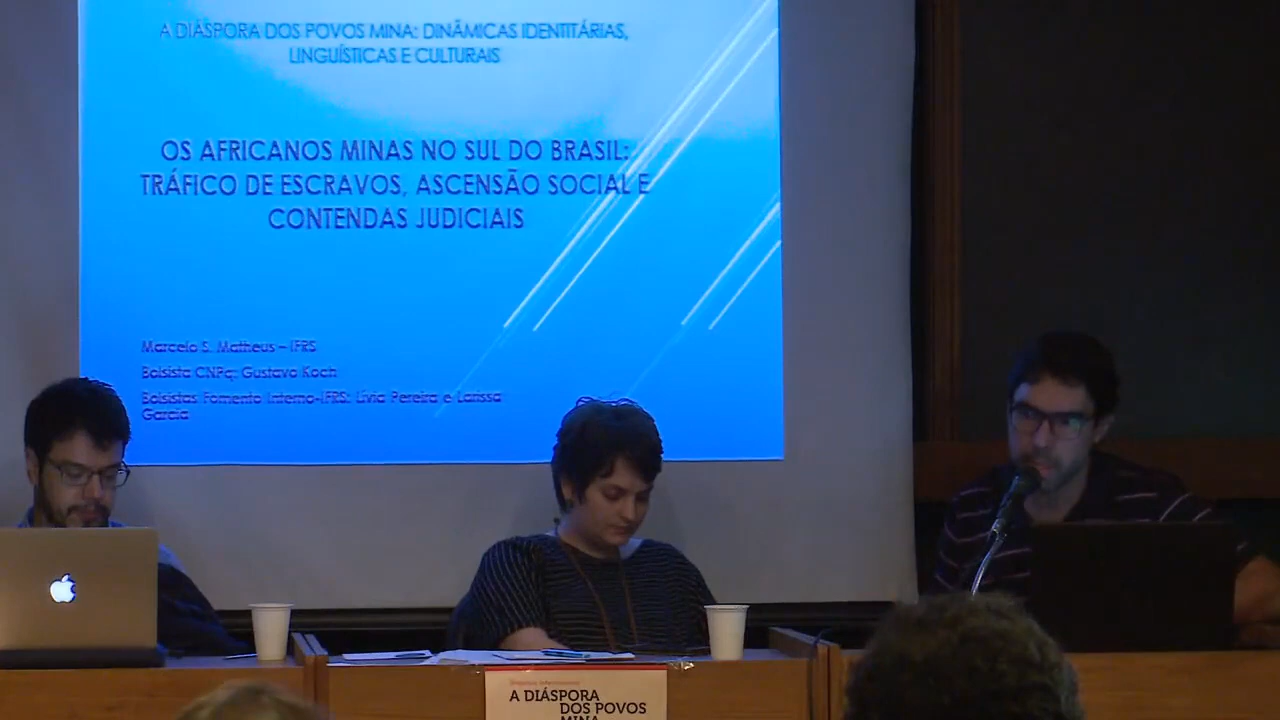 A DIÁSPORA DOS POVOS MINA: DINÂMICAS IDENTITÁRIAS,
LINGUÍSTICAS E CULTURAIS
OS AFRICANOS MINAS NO SUL DO BRASIL:
TRÁFICO DE ESCRAVOS, ASCENSÃO SOCIAL E
CONTENDAS JUDICIAIS
Marcelo S. Matheus – IFRS
Bolsista CNPq: Gustavo Koch
Bolsistas Fomento Interno-IFRS: Lívia Pereira e Larissa
Garcia
A DIÁSPORA
DOS POVOS
MINA